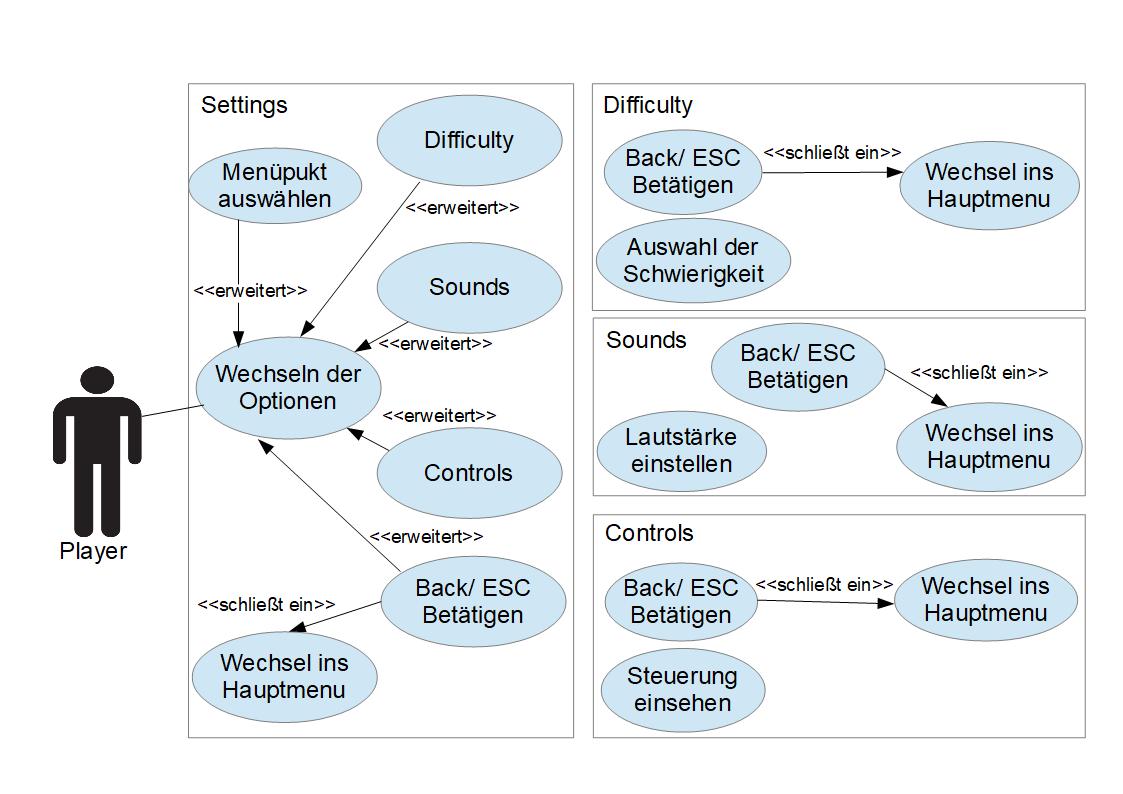 Settings
Difficulty
Menüpukt
auswählen
<<erweitert>>
Sounds
<<erweitert>>
<<erweitert>>
Wechseln der
Optionen
<<erweitert>>
Controls
<<erweitert>>
Back/ ESC
Betätigen
<<schließt ein>>
Wechsel ins
Hauptmenu
Player
Difficulty
Back/ ESC
Betätigen
<<schließt ein>>
Wechsel ins
Hauptmenu
Auswahl der
Schwierigkeit
Sounds
Back/ ESC
Betätigen
<<schließt ein>>
Lautstärke
einstellen
Wechsel ins
Hauptmenu
Controls
Back/ ESC
Betätigen
<<schließt ein>>
Wechsel ins
Hauptmenu
Steuerung
einsehen